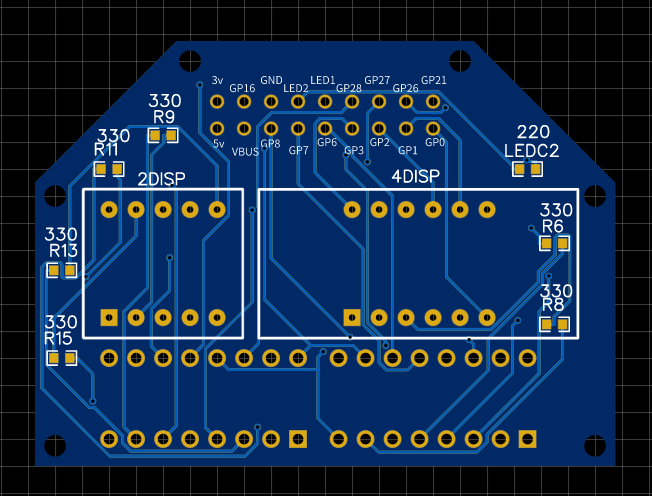 3v GP16 GND LED2 LED1 GP28 GP27 GP26 GP21
5v VBUS GP8 GP7 GP6 GP3 GP2 GP1 GP0
330
R9
330
R11
220
LEDC2
2DISP
4DISP
330
R6
330
R13
330
R8
330
R15